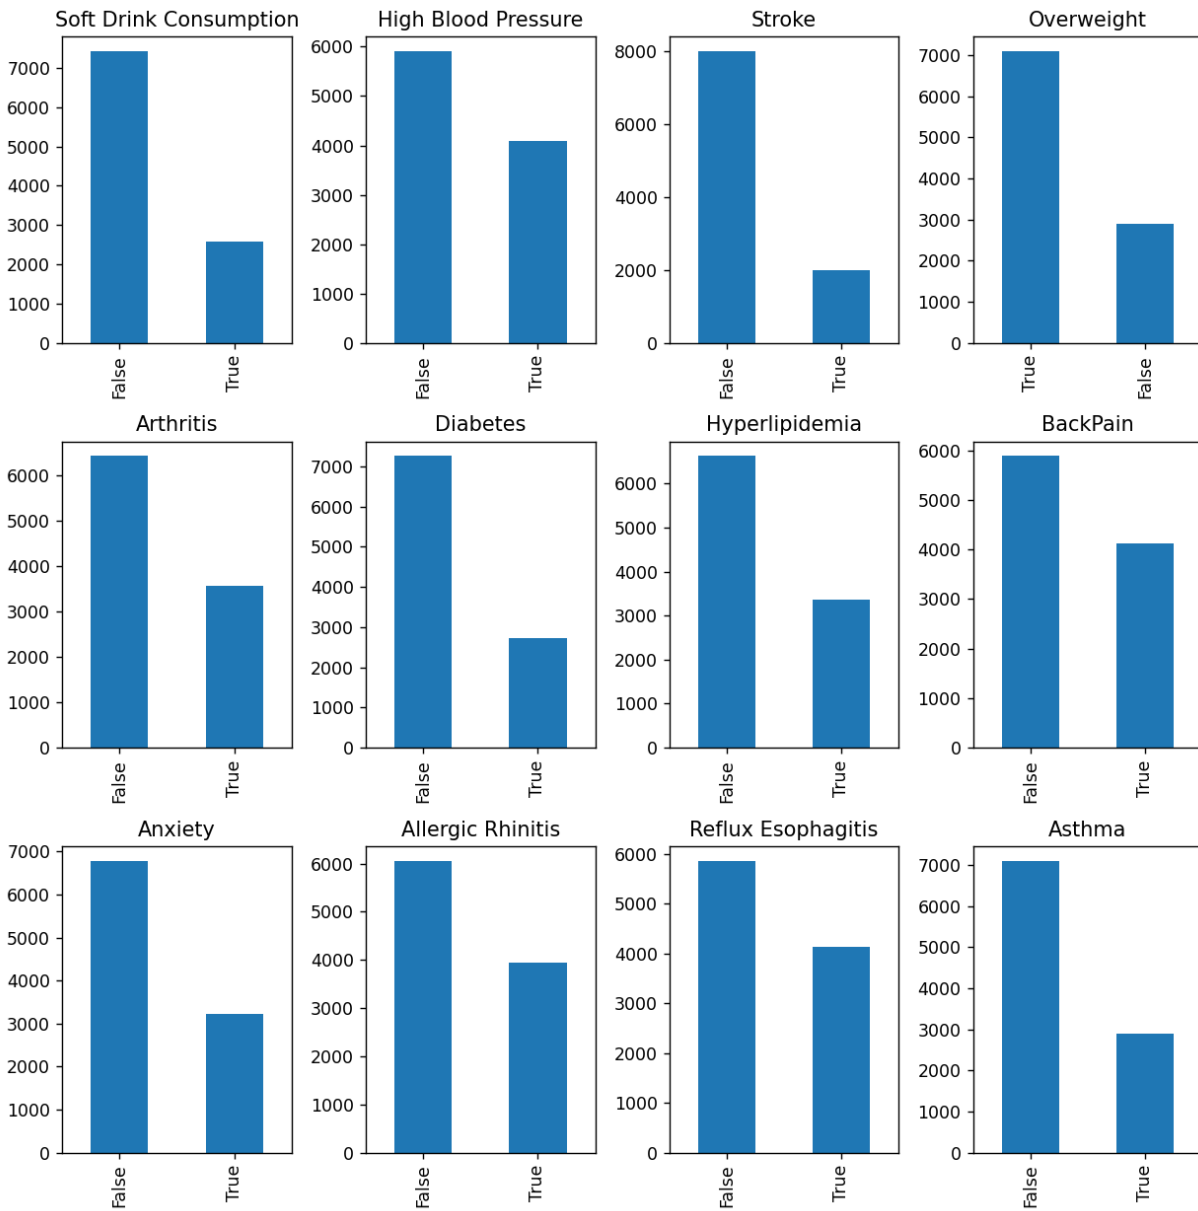 Soft Drink Consumption
7000
6000
5000
4000
3000
2000
1000
0
False
True
High Blood Pressure
6000
5000
4000
3000
2000
1000
0
False
True
Stroke
8000
6000
4000
2000
0
False
True
Overweight
7000
6000
5000
4000
3000
2000
1000
0
True
False
Arthritis
6000
5000
4000
3000
2000
1000
0
False
True
Diabetes
7000
6000
5000
4000
3000
2000
1000
0
False
True
Hyperlipidemia
6000
5000
4000
3000
2000
1000
0
False
True
BackPain
6000
5000
4000
3000
2000
1000
0
False
True
Anxiety
7000
6000
5000
4000
3000
2000
1000
0
False
True
Allergic Rhinitis
6000
5000
4000
3000
2000
1000
0
False
True
Reflux Esophagitis
6000
5000
4000
3000
2000
1000
0
False
True
Asthma
7000
6000
5000
4000
3000
2000
1000
0
False
True